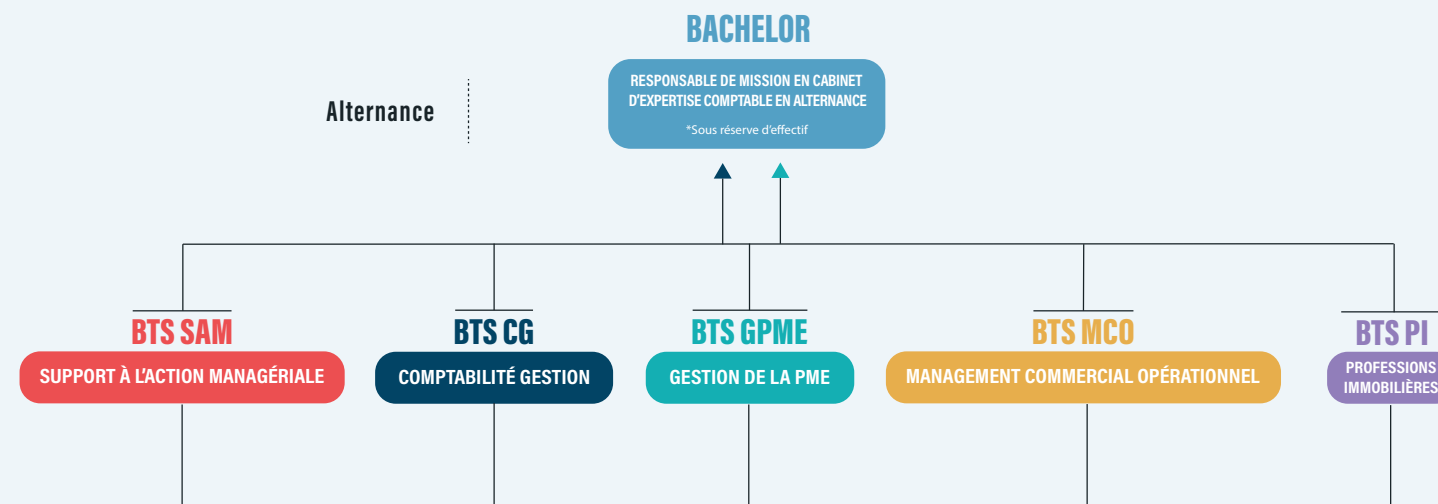 BACHELOR
RESPONSABLE DE MISSION EN CABINET
D'EXPERTISE COMPTABLE EN ALTERNANCE
*Sous réserve d'effectif
Alternance
BTS SAM
SUPPORT À L'ACTION MANAGÉRIALE
BTS CG
COMPTABILITÉ GESTION
BTS GPME
GESTION DE LA PME
BTS MCO
MANAGEMENT COMMERCIAL OPÉRATIONNEL
BTS PI
PROFESSIONS
IMMOBILIÈRES